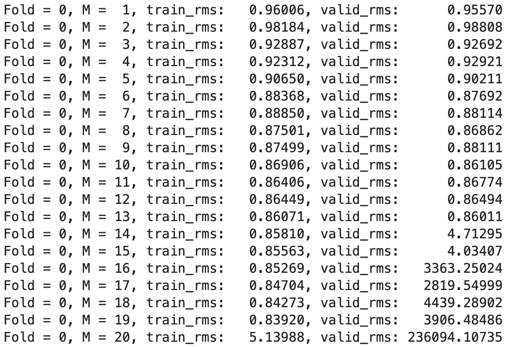 Fold = 0, M =  1, train_rms:   0.96006, valid_rms:      0.95570
Fold = 0, M =  2, train_rms:   0.98184, valid_rms:      0.98808
Fold = 0, M =  3, train_rms:   0.92887, valid_rms:      0.92692
Fold = 0, M =  4, train_rms:   0.92312, valid_rms:      0.92921
Fold = 0, M =  5, train_rms:   0.90650, valid_rms:      0.90211
Fold = 0, M =  6, train_rms:   0.88368, valid_rms:      0.87692
Fold = 0, M =  7, train_rms:   0.88850, valid_rms:      0.88114
Fold = 0, M =  8, train_rms:   0.87501, valid_rms:      0.86862
Fold = 0, M =  9, train_rms:   0.87499, valid_rms:      0.88111
Fold = 0, M = 10, train_rms:   0.86906, valid_rms:      0.86105
Fold = 0, M = 11, train_rms:   0.86406, valid_rms:      0.86774
Fold = 0, M = 12, train_rms:   0.86449, valid_rms:      0.86494
Fold = 0, M = 13, train_rms:   0.86071, valid_rms:      0.86011
Fold = 0, M = 14, train_rms:   0.85810, valid_rms:      4.71295
Fold = 0, M = 15, train_rms:   0.85563, valid_rms:      4.03407
Fold = 0, M = 16, train_rms:   0.85269, valid_rms:   3363.25024
Fold = 0, M = 17, train_rms:   0.84704, valid_rms:   2819.54999
Fold = 0, M = 18, train_rms:   0.84273, valid_rms:   4439.28902
Fold = 0, M = 19, train_rms:   0.83920, valid_rms:   3906.48486
Fold = 0, M = 20, train_rms:   5.13988, valid_rms: 236094.10735